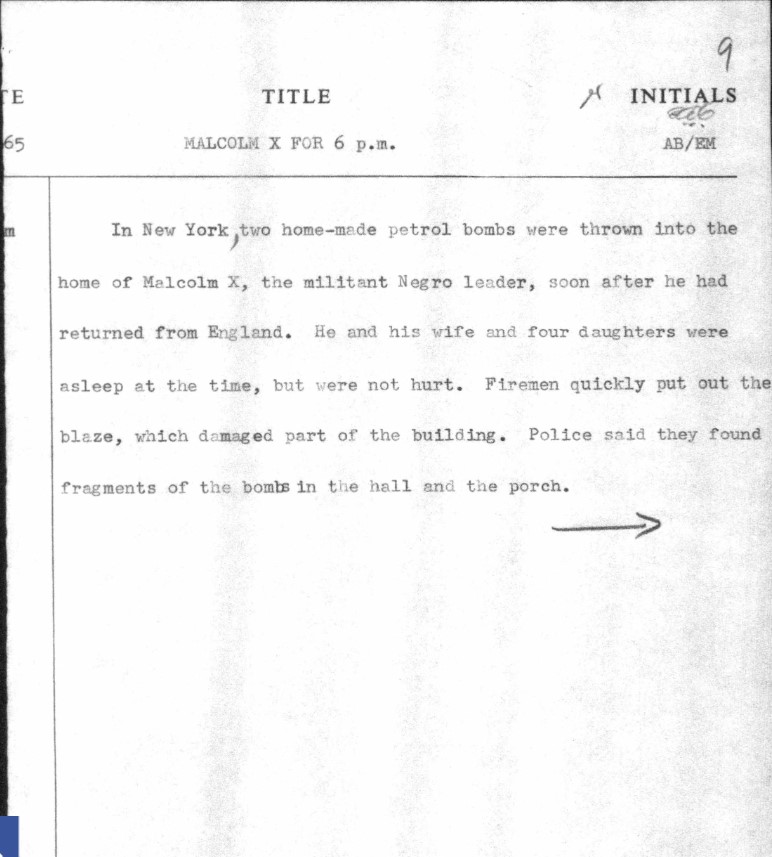 9
TE TITLE INITIALS
65 MALCOLM X FOR 6 p.m. AB/EM
m In New York, two home-made petrol bombs were thrown into the
home of Malcolm X, the militant Negro leader, soon after he had
returned from England. He and his wife and four daughters were
asleep at the time, but were not hurt. Firemen quickly put out the
blaze, which damaged part of the building. Police said they found
fragments of the bombs in the hall and the porch.